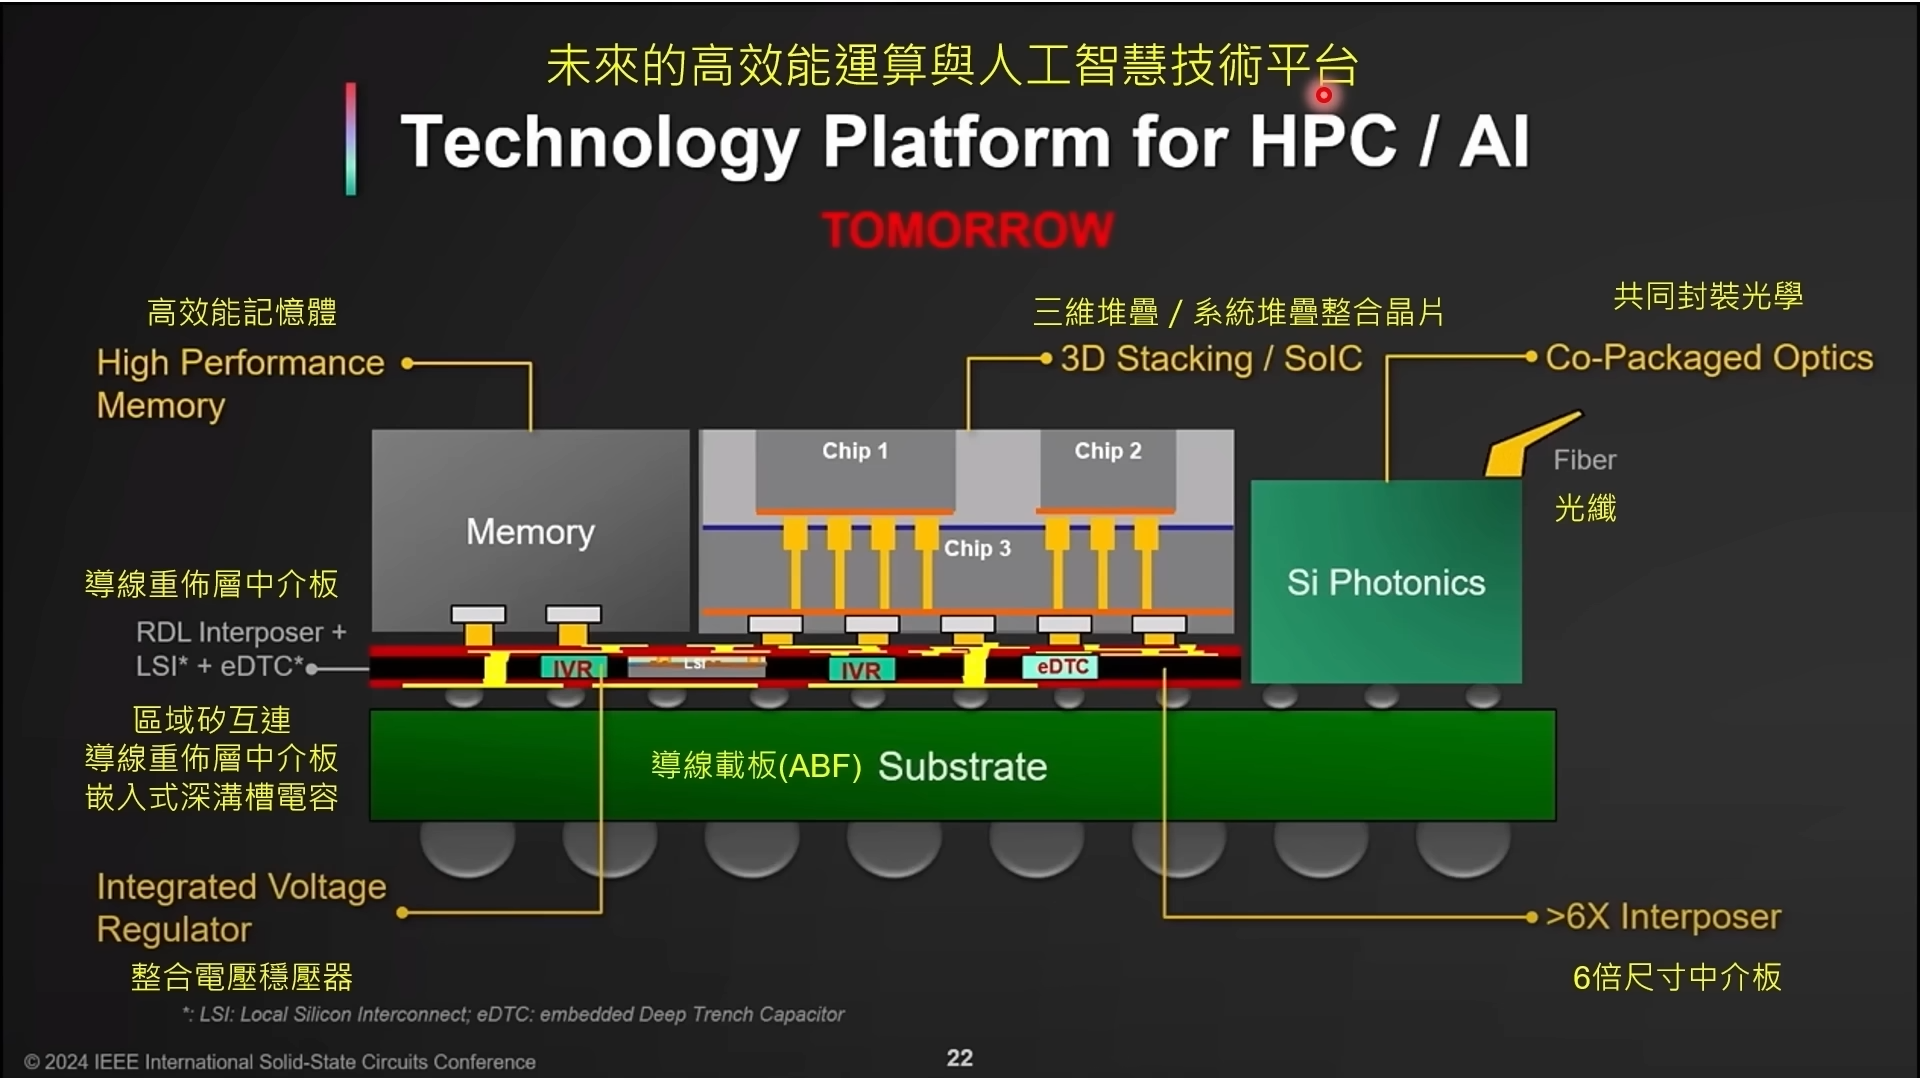 未來的高效能運算與人工智慧技術平台
Technology Platform for HPC / AI
TOMORROW
高效能記憶體
High Performance
Memory
三維堆疊 / 系統堆疊整合晶片
3D Stacking / SoIC
共同封裝光學
Co-Packaged Optics
Fiber
光纖
Chip 1
Chip 2
Chip 3
Memory
Si Photonics
導線重佈層中介板
RDL Interposer +
LSI* + eDTC*
IVR
LSI
IVR
eDTC
區域矽互連
導線重佈層中介板
嵌入式深溝槽電容
導線載板(ABF) Substrate
Integrated Voltage
Regulator
整合電壓穩壓器
>6X Interposer
6倍尺寸中介板
*: LSI: Local Silicon Interconnect; eDTC: embedded Deep Trench Capacitor
© 2024 IEEE International Solid-State Circuits Conference
22